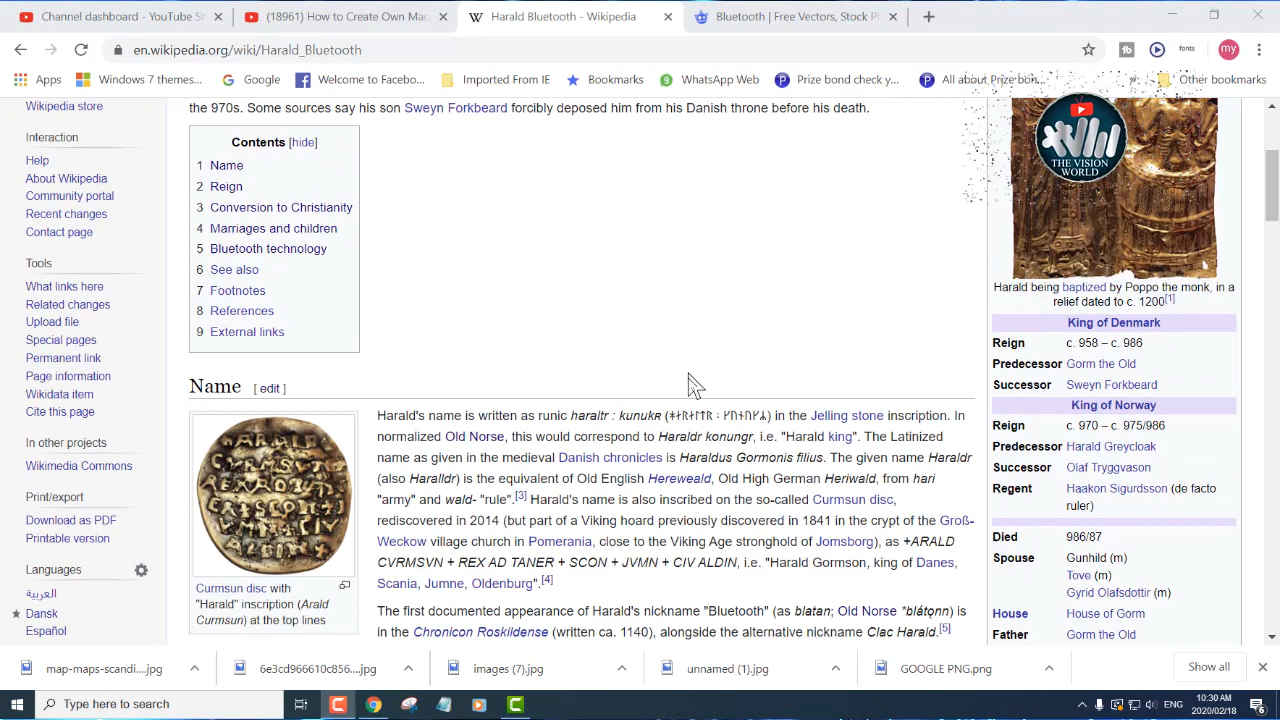 Channel dashboard - YouTube S
(18961) How to Create Own Mac
Harald Bluetooth - Wikipedia
Bluetooth | Free Vectors, Stock P
en.wikipedia.org/wiki/Harald_Bluetooth
fonts
my
Apps
Windows 7 themes...
Google
Welcome to Facebo...
Imported From IE
Bookmarks
WhatsApp Web
Prize bond check y...
All about Prize bon...
»
Other bookmarks
Wikipedia store
Interaction
Help
About Wikipedia
Community portal
Recent changes
Contact page
Tools
What links here
Related changes
Upload file
Special pages
Permanent link
Page information
Wikidata item
Cite this page
In other projects
Wikimedia Commons
Print/export
Download as PDF
Printable version
Languages
العربية
Dansk
Español
the 970s. Some sources say his son Sweyn Forkbeard forcibly deposed him from his Danish throne before his death.
Contents [hide]
1 Name
2 Reign
3 Conversion to Christianity
4 Marriages and children
5 Bluetooth technology
6 See also
7 Footnotes
8 References
9 External links
Name [ edit ]
Curmsun disc with
"Harald" inscription (Arald
Curmsun) at the top lines
Harald's name is written as runic haraltr : kunukʀ (ᚼᛅᚱᛅᛚᛏᚱ ᛬ ᚴᚢᚾᚢᚴᛦ) in the Jelling stone inscription. In
normalized Old Norse, this would correspond to Haraldr konungr, i.e. "Harald king". The Latinized
name as given in the medieval Danish chronicles is Haraldus Gormonis filius. The given name Haraldr
(also Haralldr) is the equivalent of Old English Hereweald, Old High German Heriwald, from hari
"army" and wald- "rule".[3] Harald's name is also inscribed on the so-called Curmsun disc,
rediscovered in 2014 (but part of a Viking hoard previously discovered in 1841 in the crypt of the Groß-
Weckow village church in Pomerania, close to the Viking Age stronghold of Jomsborg), as +ARALD
CVRMSVN + REX AD TANER + SCON + JVMN + CIV ALDIN, i.e. "Harald Gormson, king of Danes,
Scania, Jumne, Oldenburg".[4]
The first documented appearance of Harald's nickname "Bluetooth" (as blatan; Old Norse *blátǫnn) is
in the Chronicon Roskildense (written ca. 1140), alongside the alternative nickname Clac Harald.[5]
THE VISION
WORLD
Harald being baptized by Poppo the monk, in a
relief dated to c. 1200[1]
King of Denmark
Reign c. 958 – c. 986
Predecessor Gorm the Old
Successor Sweyn Forkbeard
King of Norway
Reign c. 970 – c. 975/986
Predecessor Harald Greycloak
Successor Olaf Tryggvason
Regent Haakon Sigurdsson (de facto
ruler)
Died 986/87
Spouse Gunhild (m)
Tove (m)
Gyrid Olafsdottir (m)
House House of Gorm
Father Gorm the Old
map-maps-scandi....jpg
6e3cd966610c856....jpg
images (7).jpg
unnamed (1).jpg
GOOGLE PNG.png
Show all
Type here to search
ENG
10:30 AM
2020/02/18
6